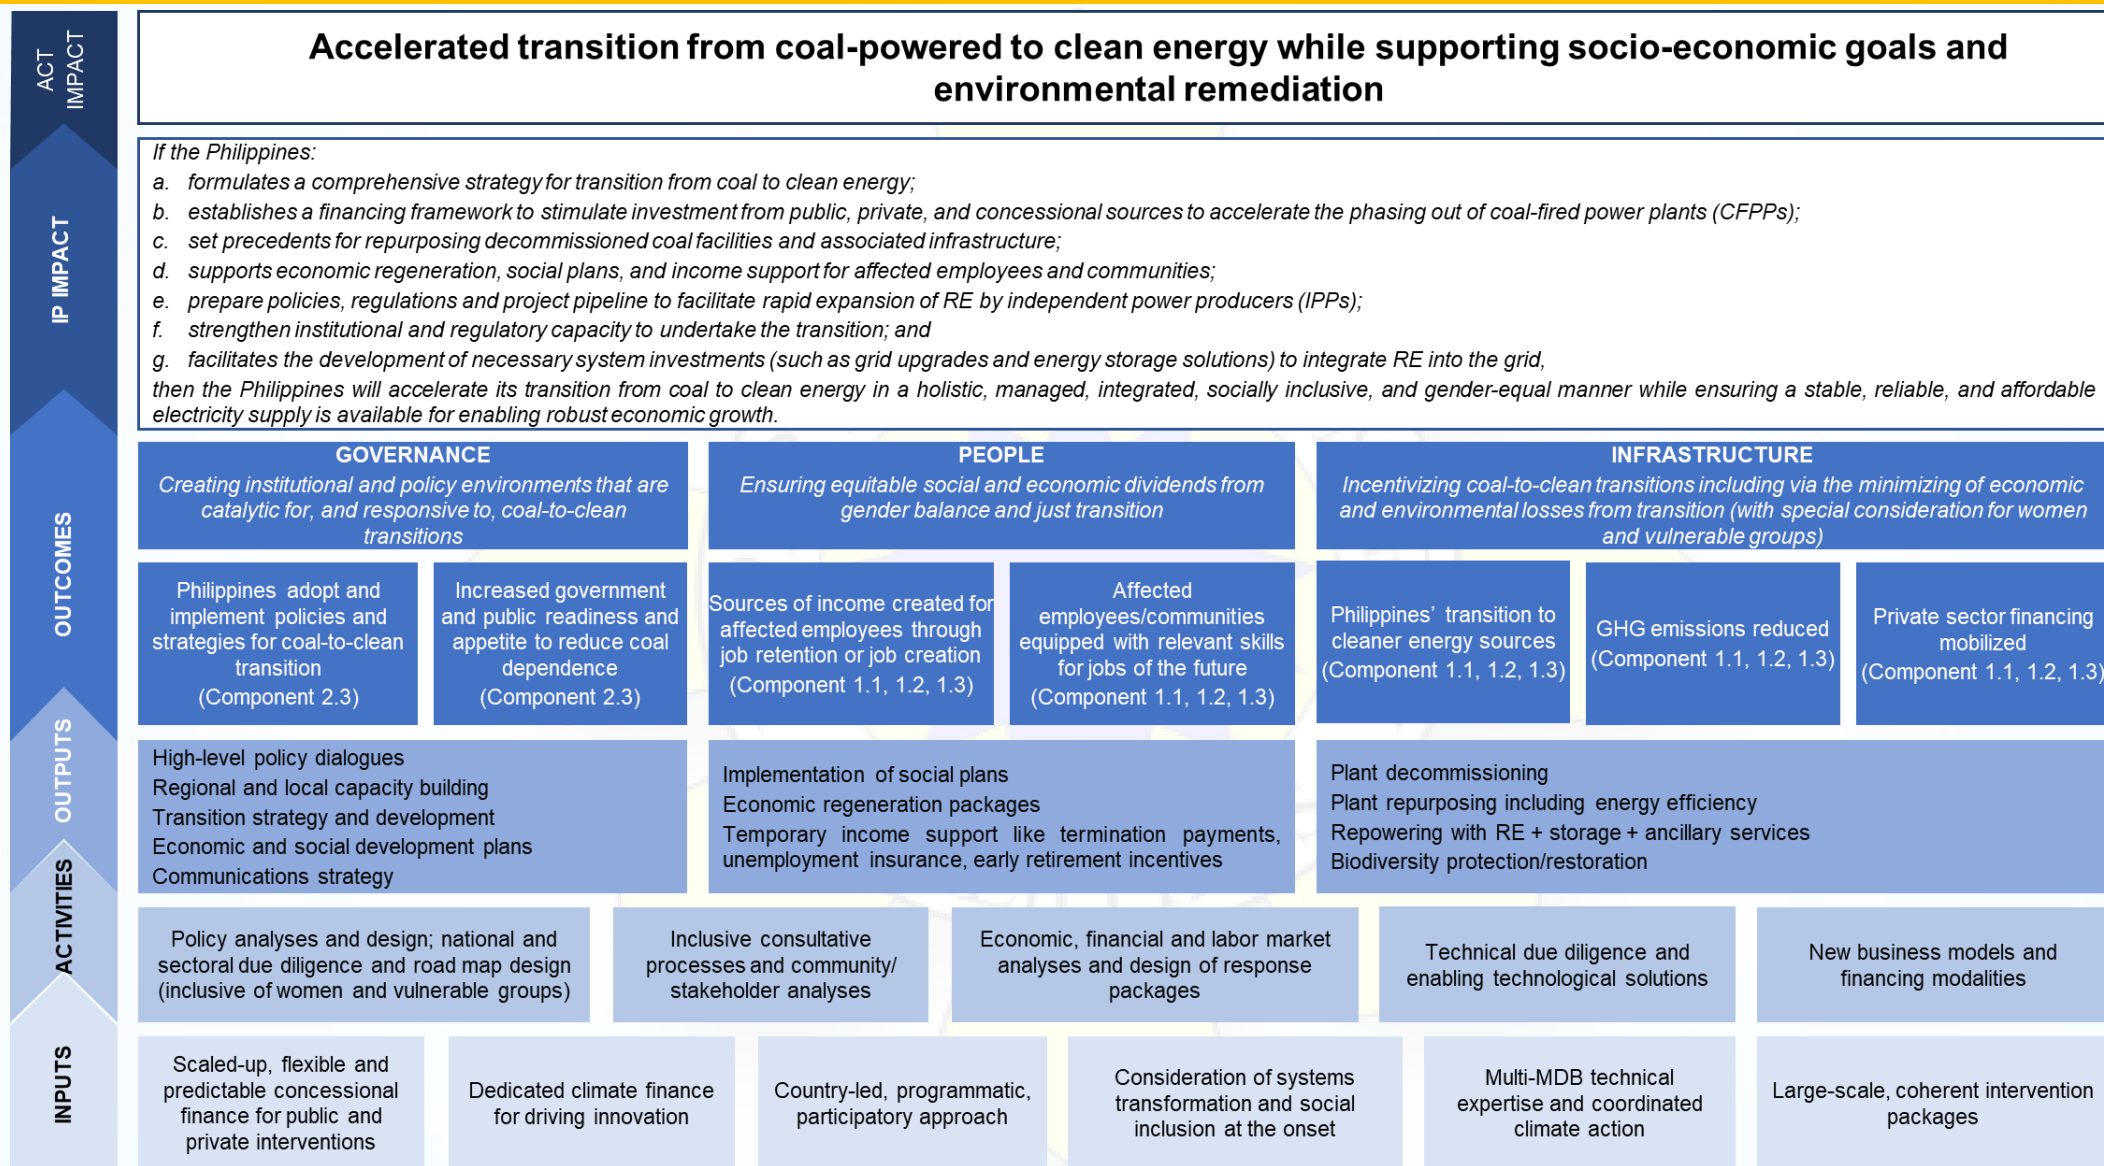 ACT
IMPACT
Accelerated transition from coal-powered to clean energy while supporting socio-economic goals and
environmental remediation
IP IMPACT
If the Philippines:
a. formulates a comprehensive strategy for transition from coal to clean energy;
b. establishes a financing framework to stimulate investment from public, private, and concessional sources to accelerate the phasing out of coal-fired power plants (CFPPs);
c. set precedents for repurposing decommissioned coal facilities and associated infrastructure;
d. supports economic regeneration, social plans, and income support for affected employees and communities;
e. prepare policies, regulations and project pipeline to facilitate rapid expansion of RE by independent power producers (IPPs);
f. strengthen institutional and regulatory capacity to undertake the transition; and
g. facilitates the development of necessary system investments (such as grid upgrades and energy storage solutions) to integrate RE into the grid,
then the Philippines will accelerate its transition from coal to clean energy in a holistic, managed, integrated, socially inclusive, and gender-equal manner while ensuring a stable, reliable, and affordable
electricity supply is available for enabling robust economic growth.
OUTCOMES
GOVERNANCE
Creating institutional and policy environments that are
catalytic for, and responsive to, coal-to-clean
transitions
PEOPLE
Ensuring equitable social and economic dividends from
gender balance and just transition
INFRASTRUCTURE
Incentivizing coal-to-clean transitions including via the minimizing of economic
and environmental losses from transition (with special consideration for women
and vulnerable groups)
Philippines adopt and
implement policies and
strategies for coal-to-clean
transition
(Component 2.3)
Increased government
and public readiness and
appetite to reduce coal
dependence
(Component 2.3)
Sources of income created for
affected employees through
job retention or job creation
(Component 1.1, 1.2, 1.3)
Affected
employees/communities
equipped with relevant skills
for jobs of the future
(Component 1.1, 1.2, 1.3)
Philippines’ transition to
cleaner energy sources
(Component 1.1, 1.2, 1.3)
GHG emissions reduced
(Component 1.1, 1.2, 1.3)
Private sector financing
mobilized
(Component 1.1, 1.2, 1.3)
OUTPUTS
High-level policy dialogues
Regional and local capacity building
Transition strategy and development
Economic and social development plans
Communications strategy
Implementation of social plans
Economic regeneration packages
Temporary income support like termination payments,
unemployment insurance, early retirement incentives
Plant decommissioning
Plant repurposing including energy efficiency
Repowering with RE + storage + ancillary services
Biodiversity protection/restoration
ACTIVITIES
Policy analyses and design; national and
sectoral due diligence and road map design
(inclusive of women and vulnerable groups)
Inclusive consultative
processes and community/
stakeholder analyses
Economic, financial and labor market
analyses and design of response
packages
Technical due diligence and
enabling technological solutions
New business models and
financing modalities
INPUTS
Scaled-up, flexible and
predictable concessional
finance for public and
private interventions
Dedicated climate finance
for driving innovation
Country-led, programmatic,
participatory approach
Consideration of systems
transformation and social
inclusion at the onset
Multi-MDB technical
expertise and coordinated
climate action
Large-scale, coherent intervention
packages